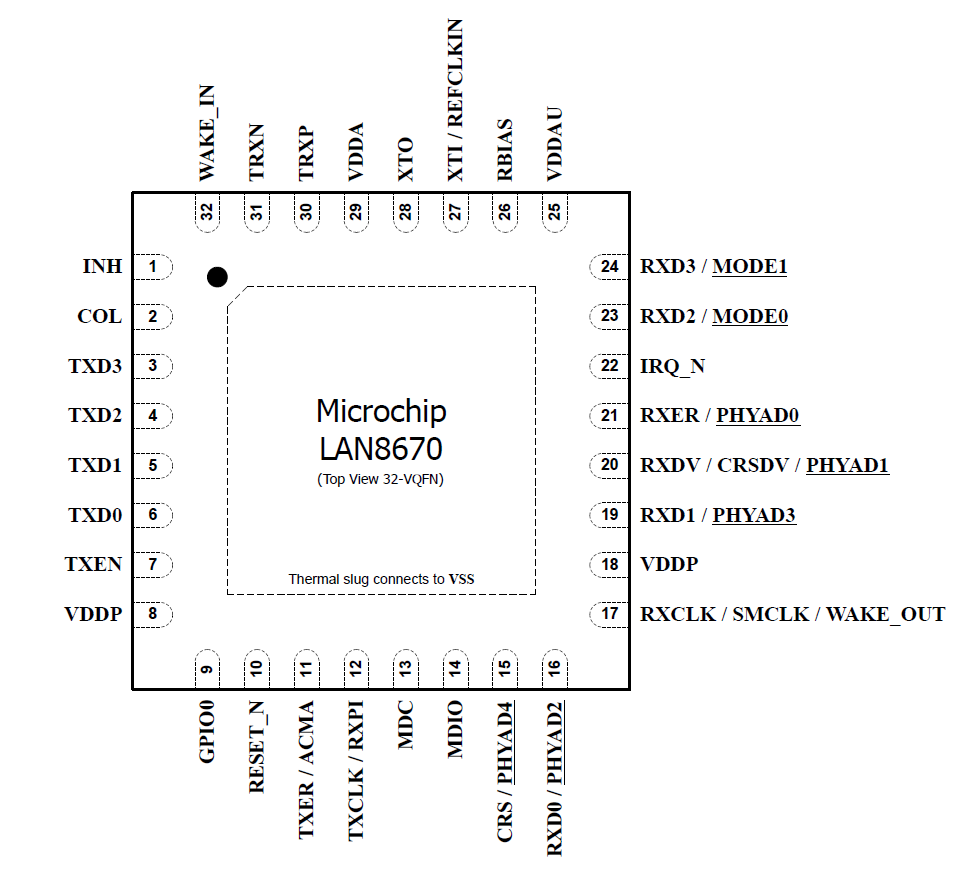 WAKE_IN
TRXN
TRXP
VDDA
XTO
XTI / REFCLKIN
RBIAS
VDDAU
32
31
30
29
28
27
26
25
INH 1
COL 2
TXD3 3
TXD2 4
TXD1 5
TXD0 6
TXEN 7
VDDP 8
Microchip
LAN8670
(Top View 32-VQFN)
Thermal slug connects to VSS
24 RXD3 / MODE1
23 RXD2 / MODE0
22 IRQ_N
21 RXER / PHYAD0
20 RXDV / CRSDV / PHYAD1
19 RXD1 / PHYAD3
18 VDDP
17 RXCLK / SMCLK / WAKE_OUT
9
10
11
12
13
14
15
16
GPIO0
RESET_N
TXER / ACMA
TXCLK / RXPI
MDC
MDIO
CRS / PHYAD4
RXD0 / PHYAD2